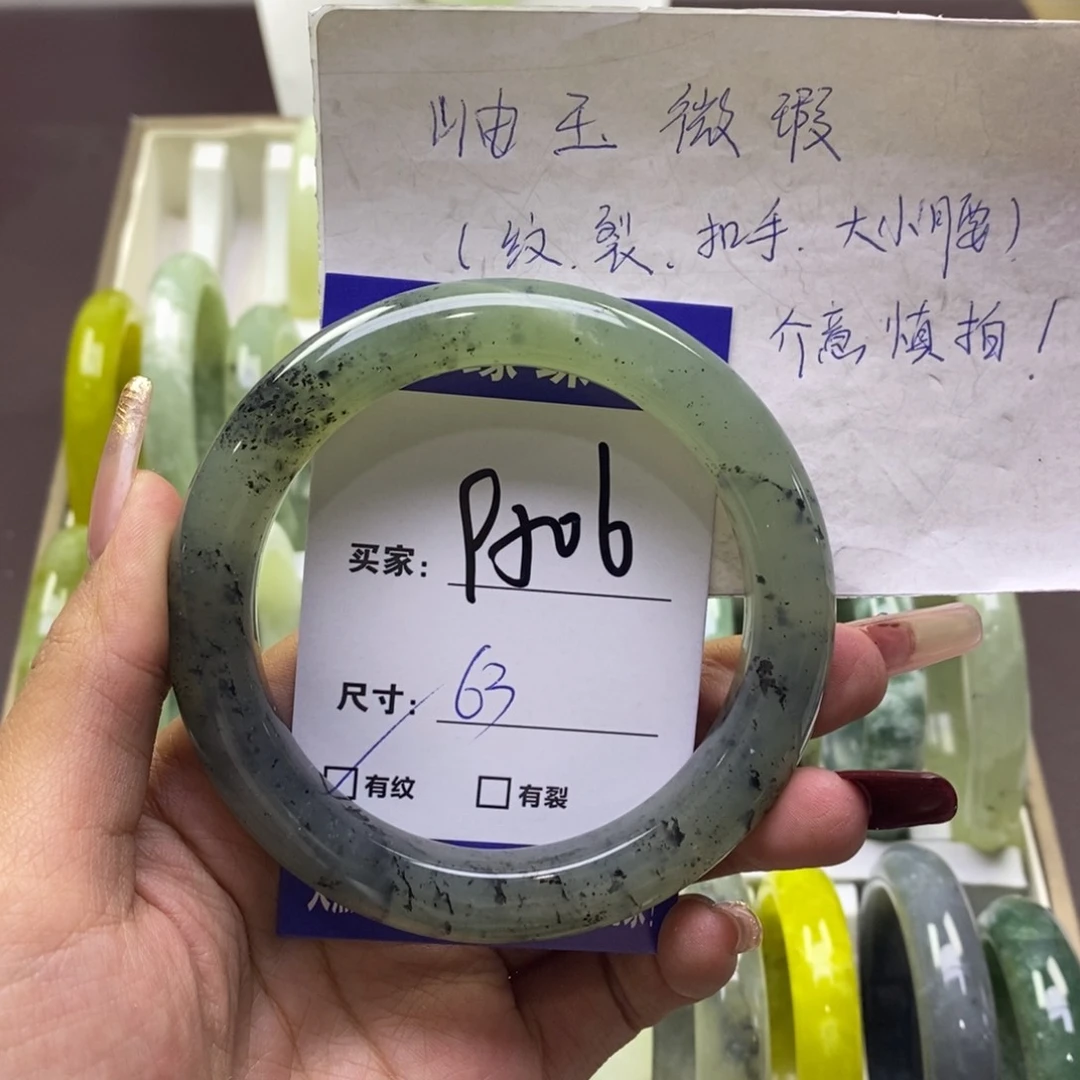 岫玉 微瑕
(纹.裂.扣手.大小腰)
介意慎拍!
买家:
尺寸: 63
有纹 有裂